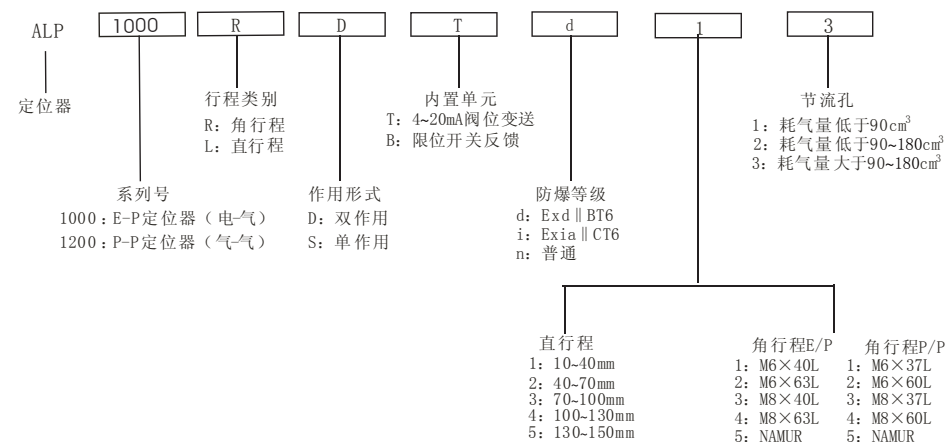 ALP 1000 R D T d 1 3
定位器
行程类别
R：角行程
L：直行程
内置单元
T：4~20mA阀位变送
B：限位开关反馈
节流孔
1：耗气量低于90cm³
2：耗气量低于90~180cm³
3：耗气量大于90~180cm³
系列号
1000：E-P定位器（电-气）
1200：P-P定位器（气-气）
作用形式
D：双作用
S：单作用
防爆等级
d：Exd‖BT6
i：Exia‖CT6
n：普通
直行程
1：10~40mm
2：40~70mm
3：70~100mm
4：100~130mm
5：130~150mm
角行程E/P
1：M6×40L
2：M6×63L
3：M8×40L
4：M8×63L
5：NAMUR
角行程P/P
1：M6×37L
2：M6×60L
3：M8×37L
4：M8×60L
5：NAMUR